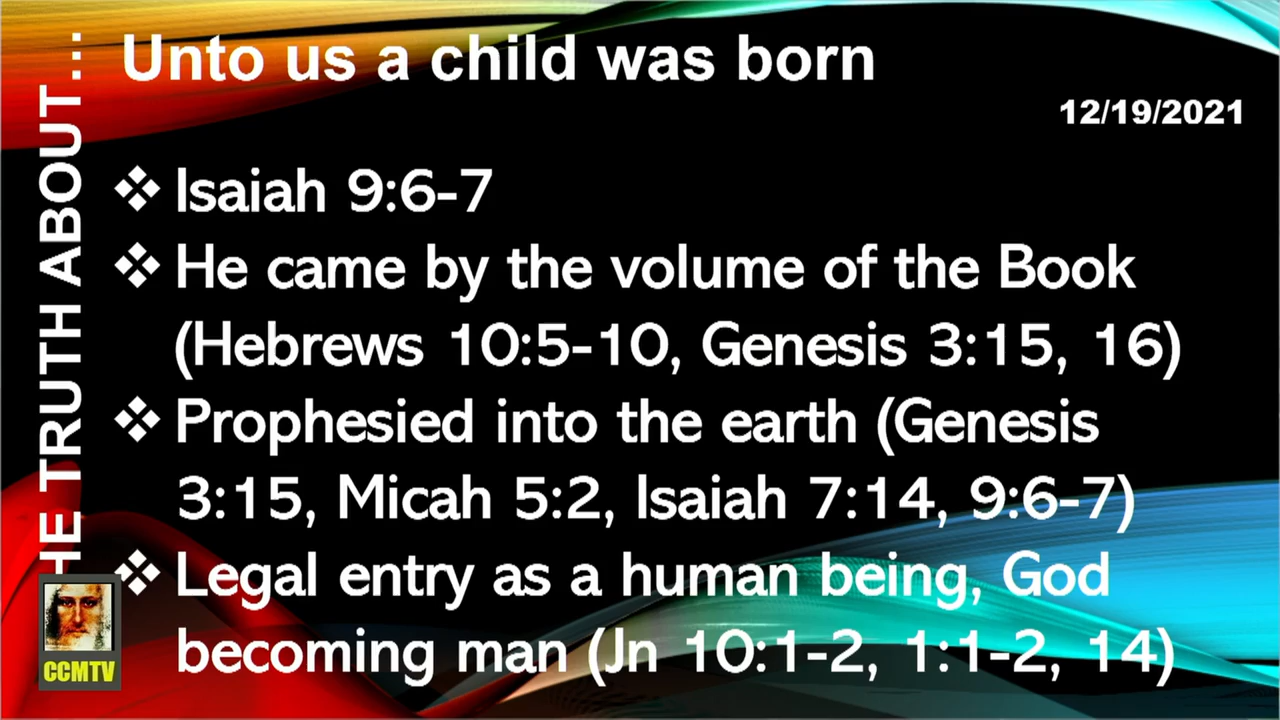 Unto us a child was born
12/19/2021
HE TRUTH ABOUT ...
❖ Isaiah 9:6-7
❖ He came by the volume of the Book
(Hebrews 10:5-10, Genesis 3:15, 16)
❖ Prophesied into the earth (Genesis
3:15, Micah 5:2, Isaiah 7:14, 9:6-7)
❖ Legal entry as a human being, God
becoming man (Jn 10:1-2, 1:1-2, 14)
CCMTV